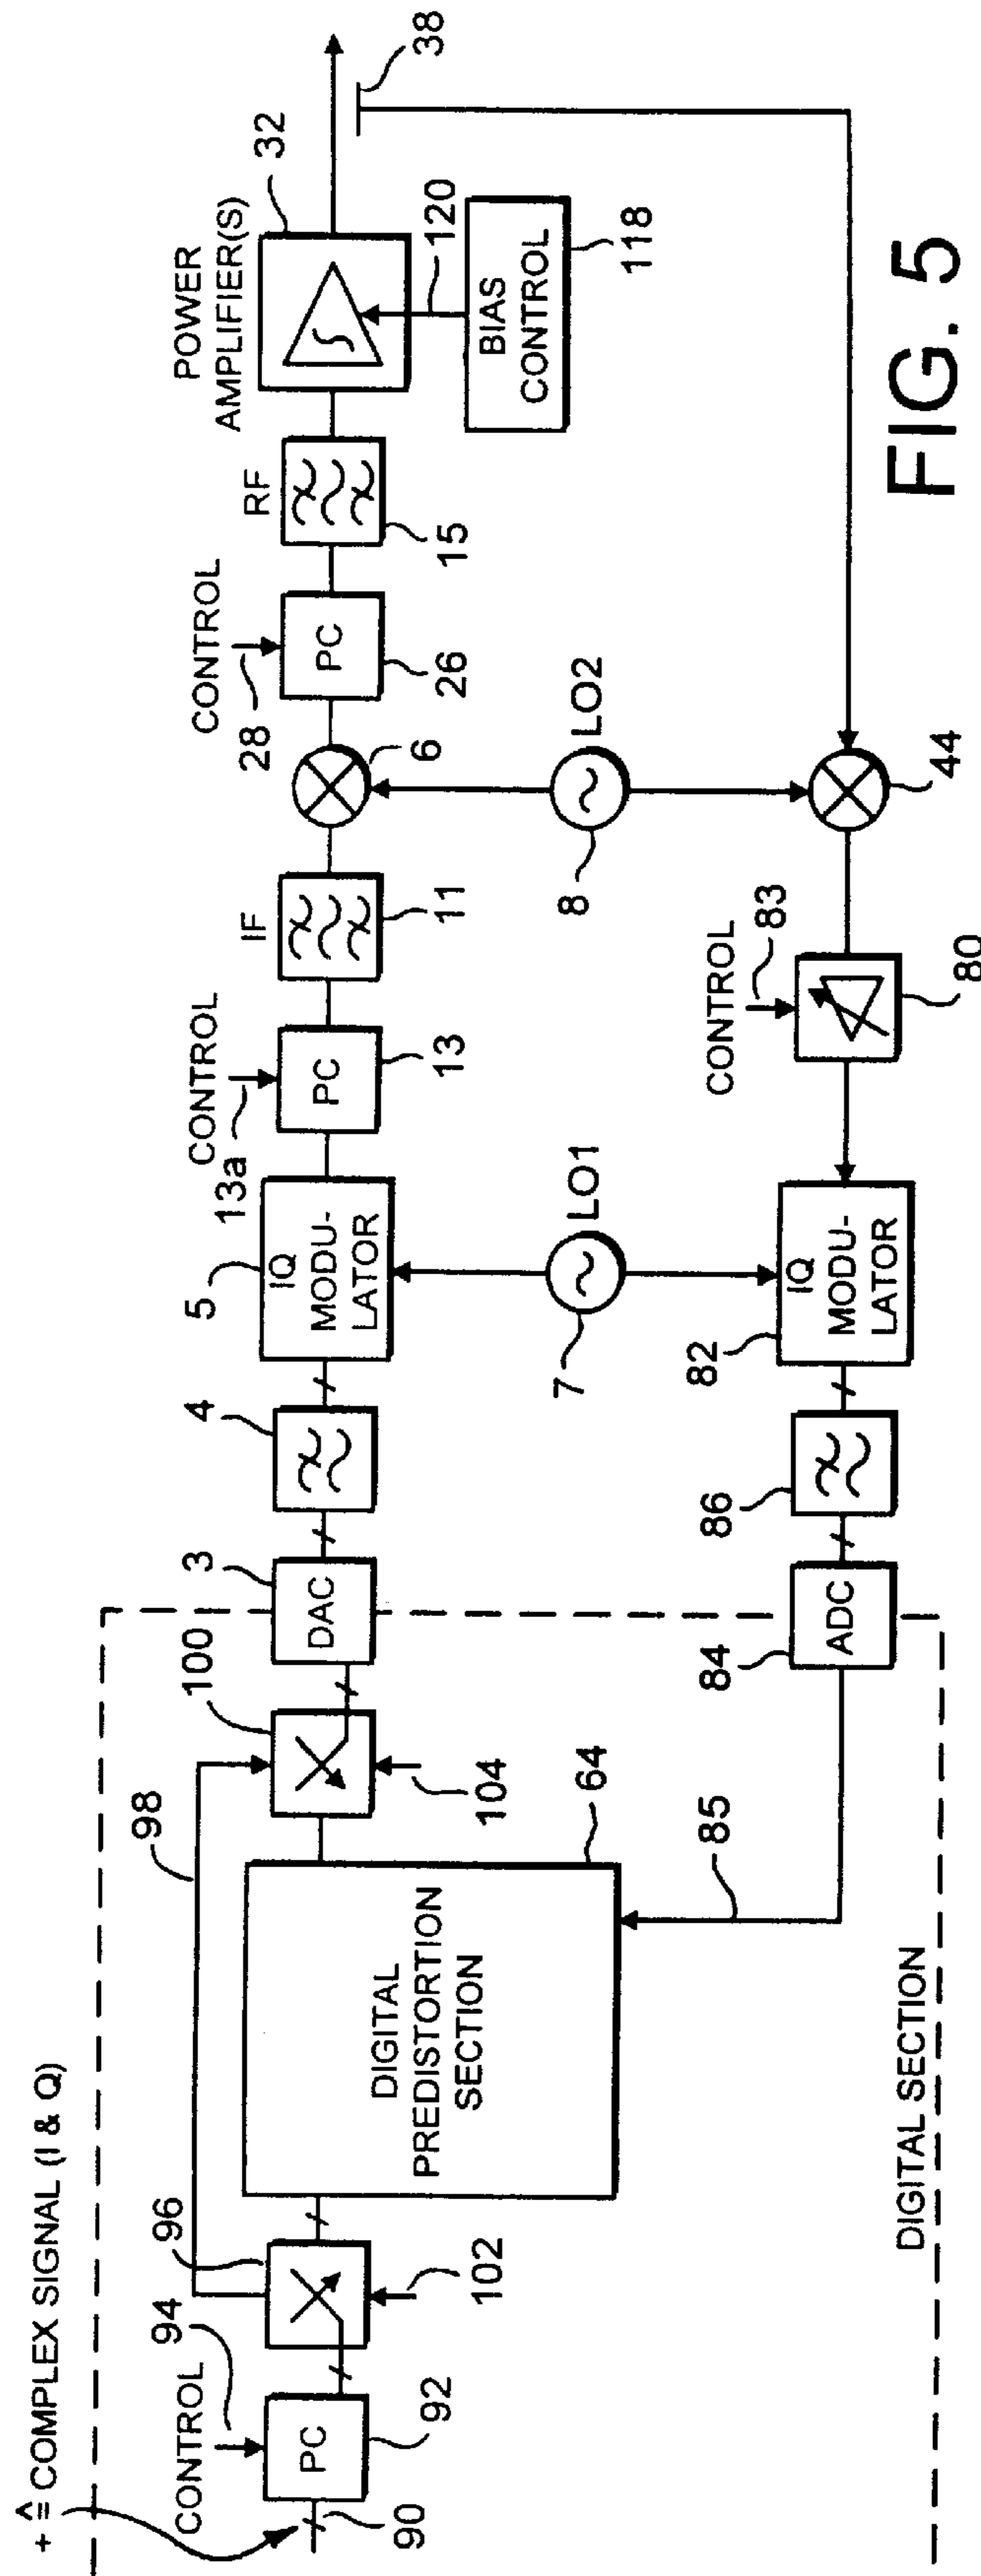 + ≙ COMPLEX SIGNAL (I & Q)
90
CONTROL
94
PC
92
96
102
98
DIGITAL
PREDISTORTION
SECTION
64
100
104
DAC
3
4
5
IQ
MODU-
LATOR
CONTROL
13a
PC
13
IF
11
6
CONTROL
28
PC
26
RF
15
POWER
AMPLIFIER(S)
32
38
120
BIAS
CONTROL
118
LO1
7
LO2
8
44
CONTROL
83
80
IQ
MODU-
LATOR
82
86
ADC
84
85
DIGITAL SECTION
FIG. 5